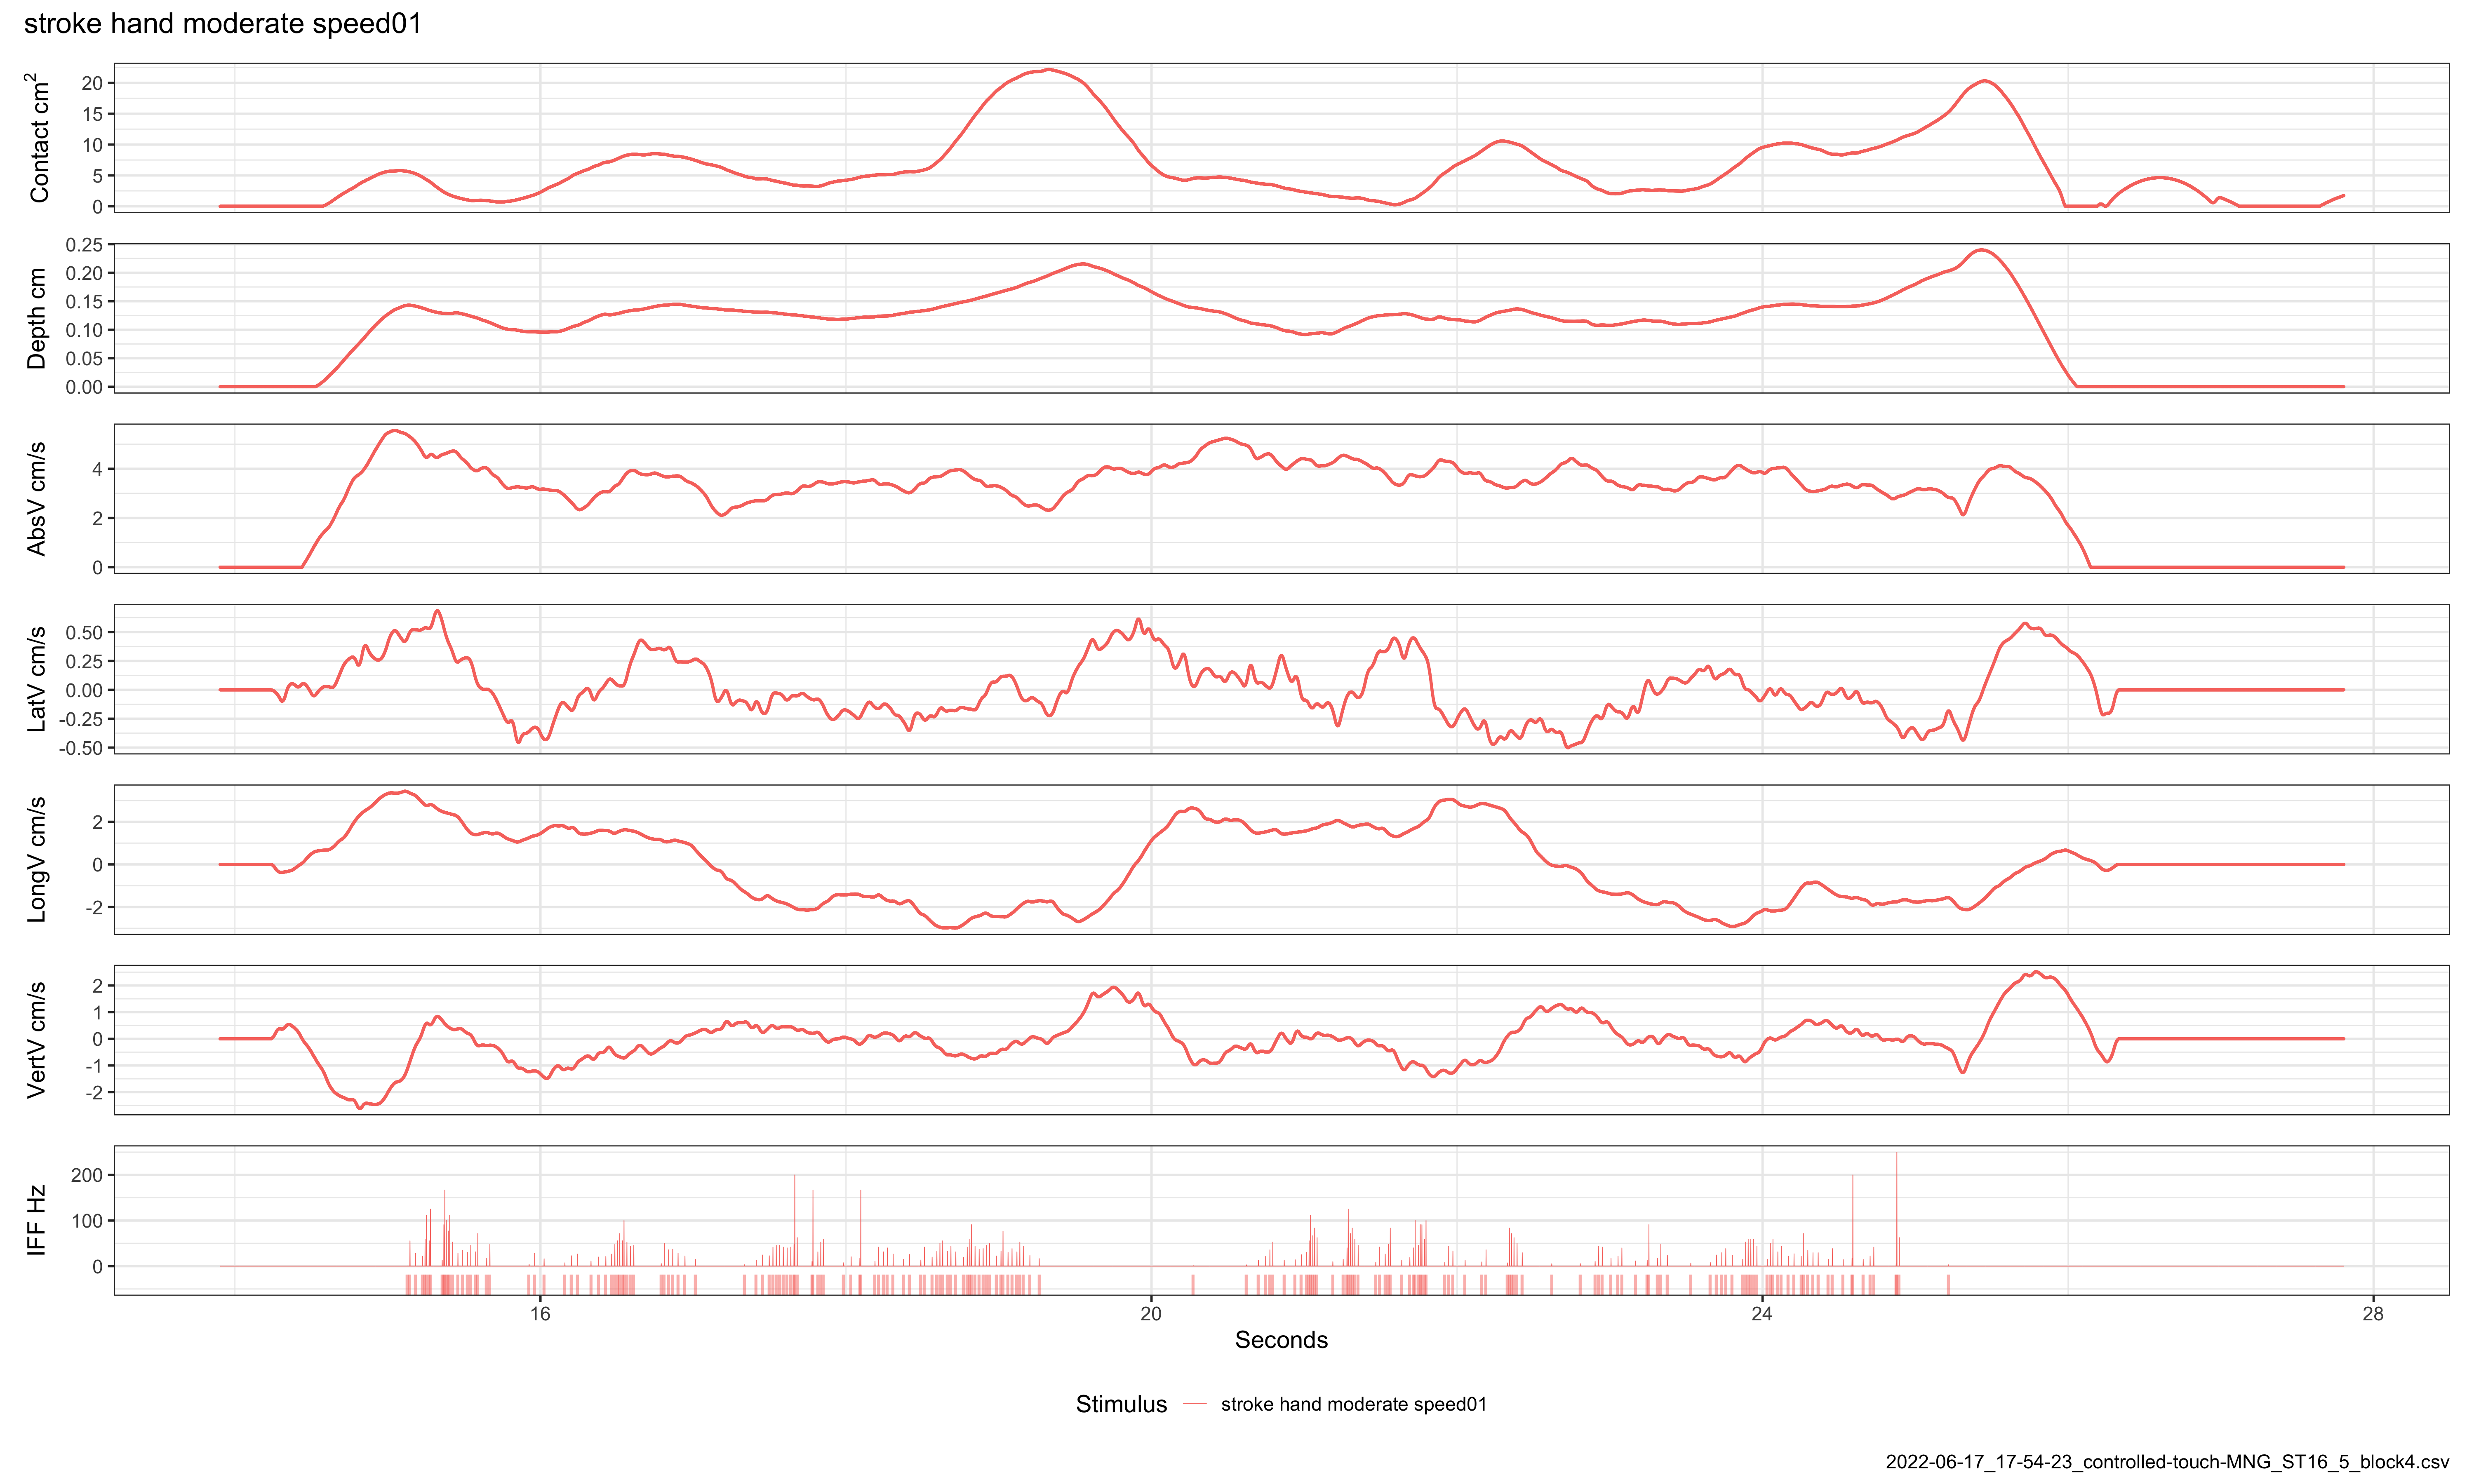 stroke hand moderate speed01
Contact cm²
20
15
10
5
0
Depth cm
0.25
0.20
0.15
0.10
0.05
0.00
AbsV cm/s
4
2
0
LatV cm/s
0.50
0.25
0.00
-0.25
-0.50
LongV cm/s
2
0
-2
VertV cm/s
2
1
0
-1
-2
IFF Hz
200
100
0
16 20 24 28
Seconds
Stimulus stroke hand moderate speed01
2022-06-17_17-54-23_controlled-touch-MNG_ST16_5_block4.csv